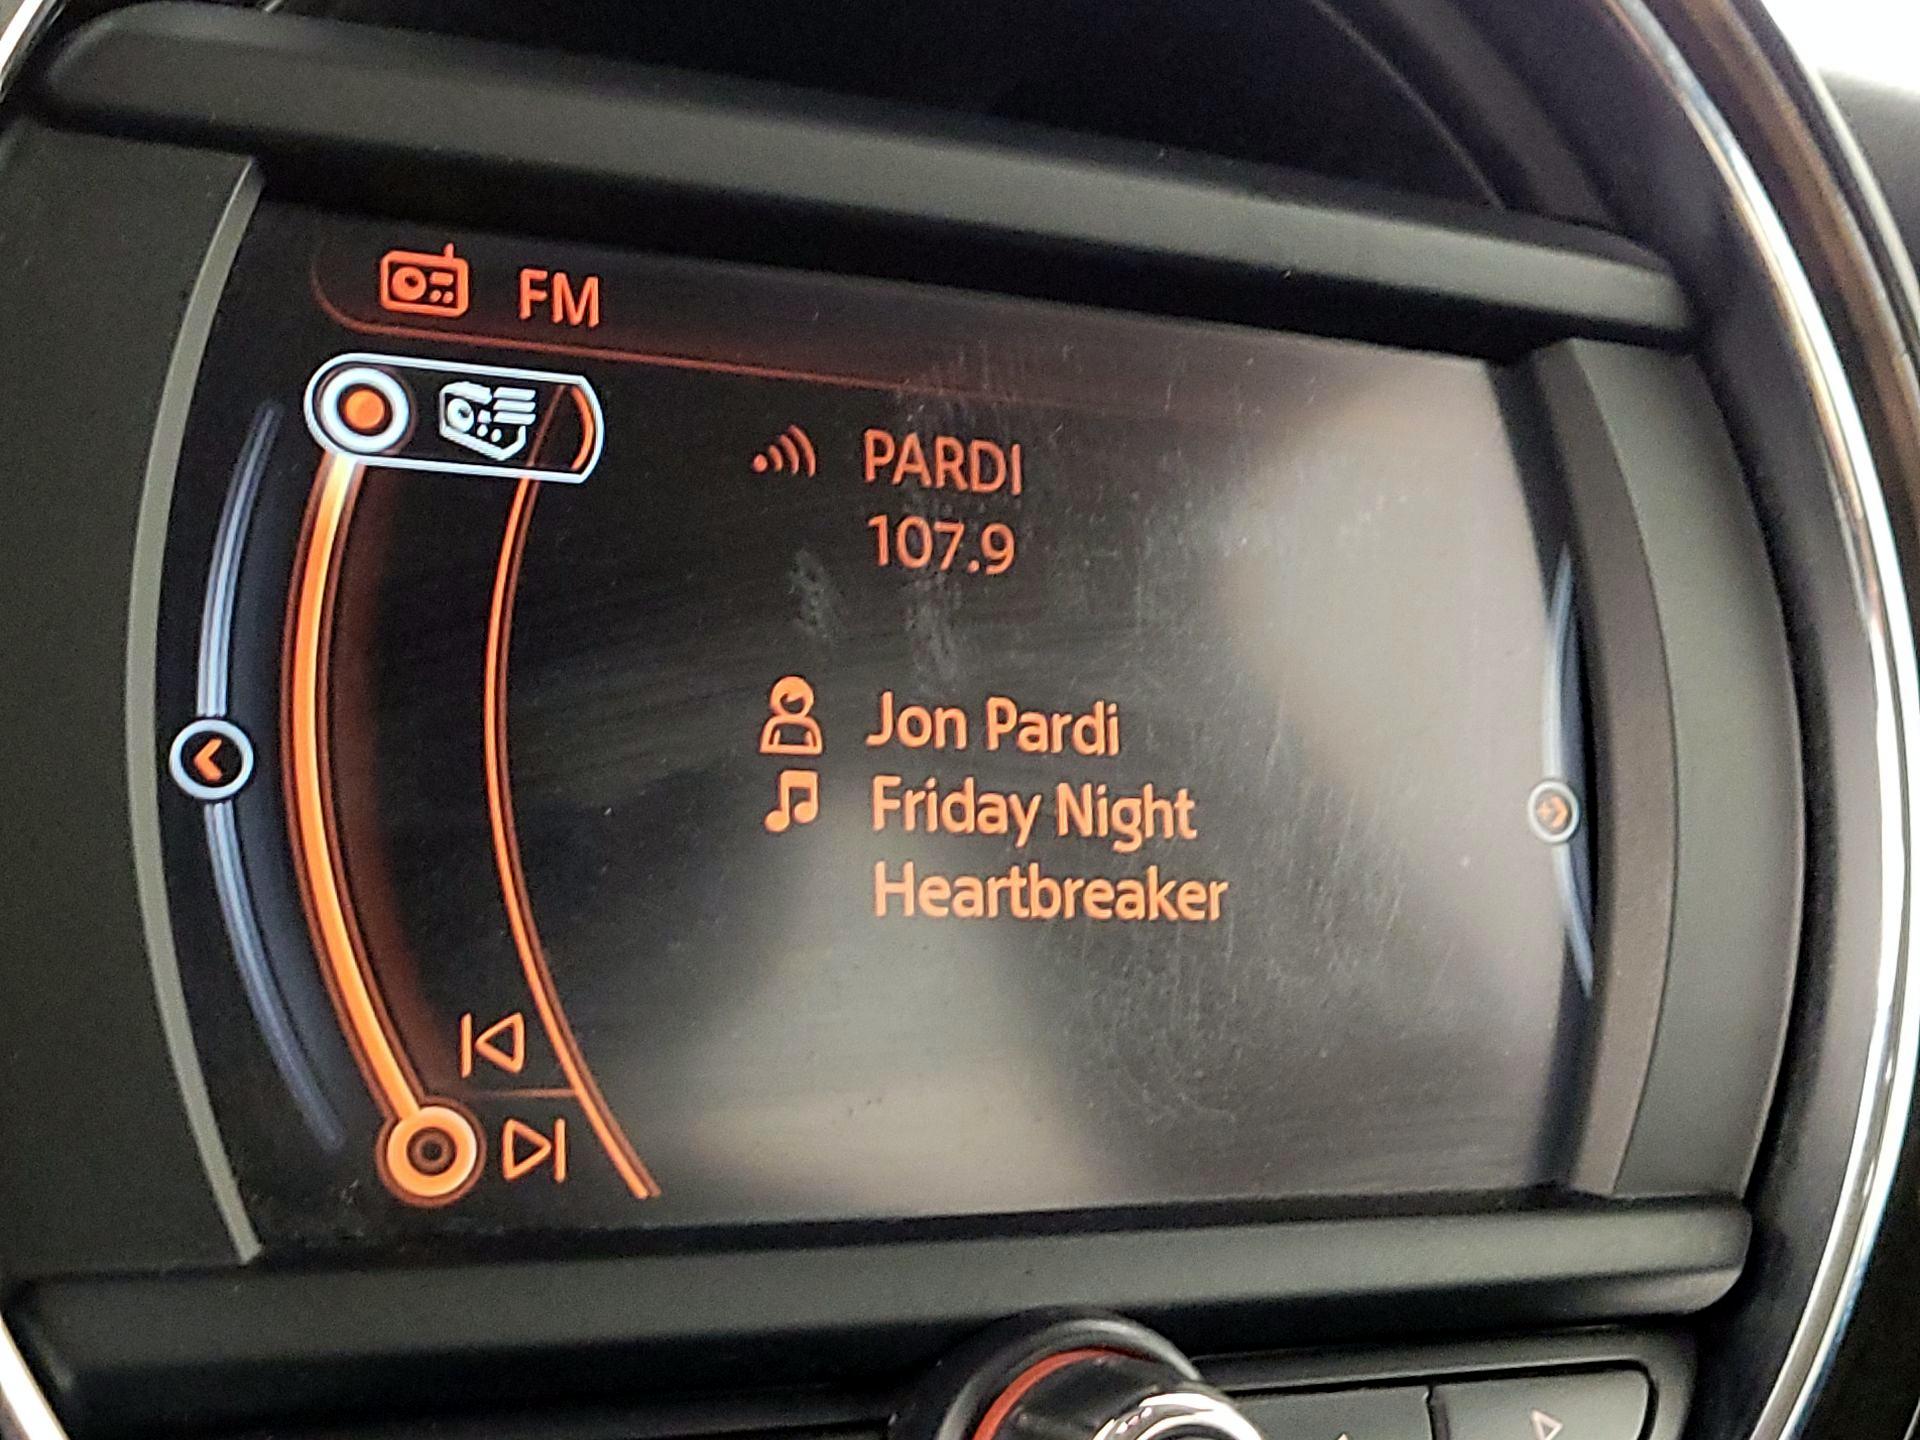 FM
PARDI
107.9
Jon Pardi
Friday Night
Heartbreaker